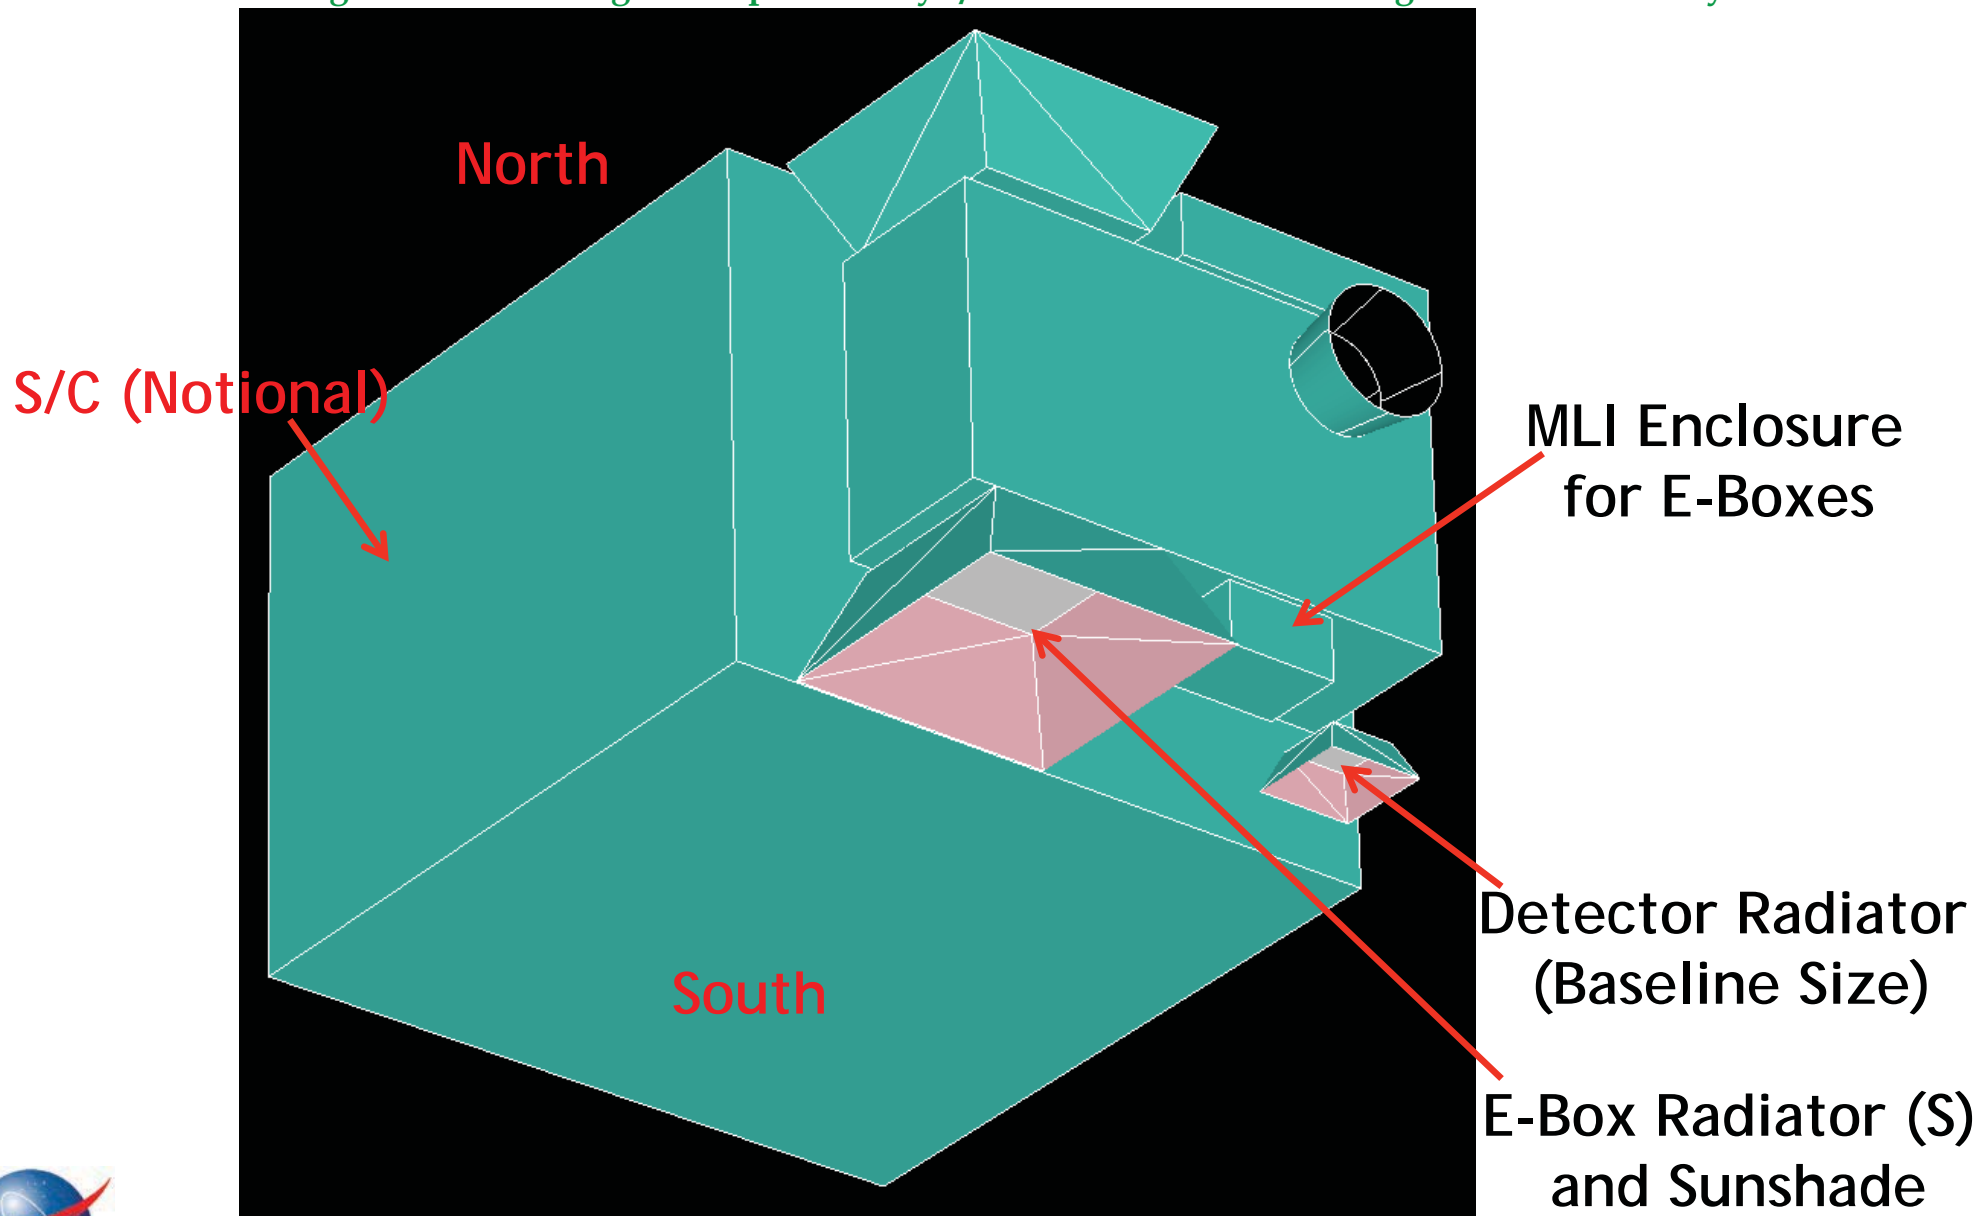 North
S/C (Notional)
MLI Enclosure
for E-Boxes
South
Detector Radiator
(Baseline Size)
E-Box Radiator (S)
and Sunshade